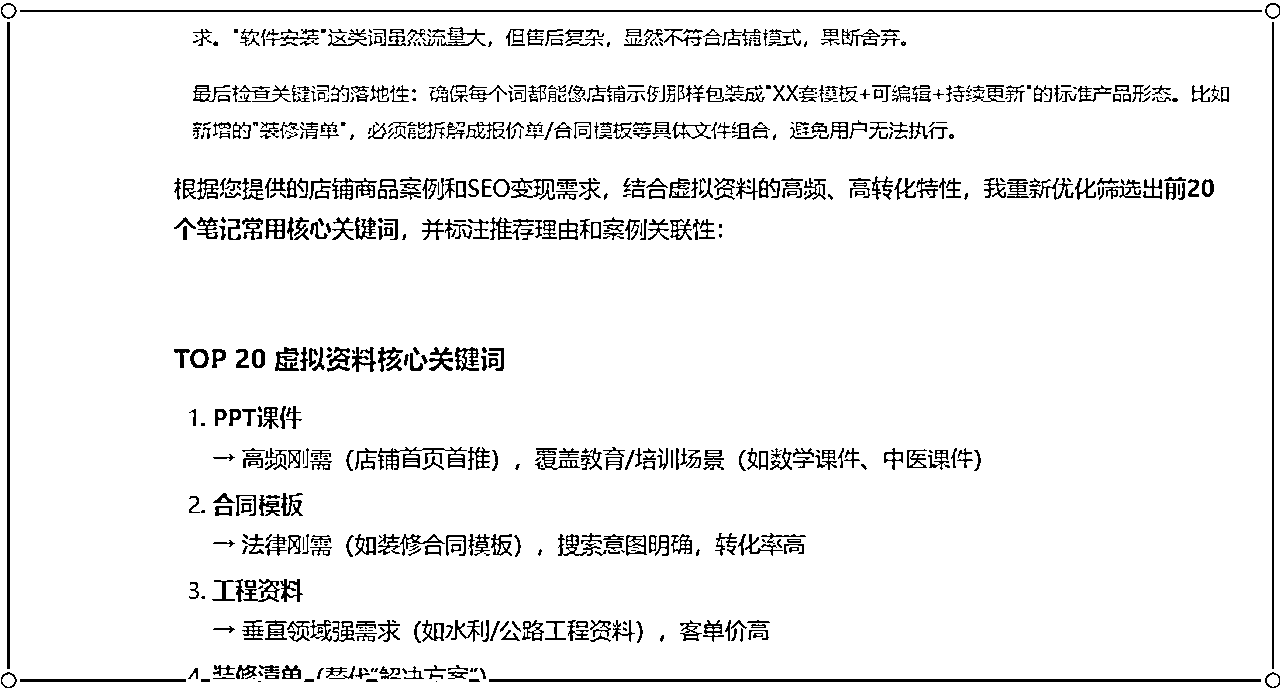 求。"软件安装"这类词虽然流量大，但售后复杂，显然不符合店铺模式，果断舍弃。
最后检查关键词的落地性：确保每个词都能像店铺示例那样包装成"XX套模板+可编辑+持续更新"的标准产品形态。比如
新增的"装修清单"，必须能拆解成报价单/合同模板等具体文件组合，避免用户无法执行。
根据您提供的店铺商品案例和SEO变现需求，结合虚拟资料的高频、高转化特性，我重新优化筛选出前20
个笔记常用核心关键词，并标注推荐理由和案例关联性：
TOP 20 虚拟资料核心关键词
1. PPT课件
→ 高频刚需（店铺首页首推），覆盖教育/培训场景（如数学课件、中医课件）
2. 合同模板
→ 法律刚需（如装修合同模板），搜索意图明确，转化率高
3. 工程资料
→ 垂直领域强需求（如水利/公路工程资料），客单价高
4. 装修清单（替代"解决方案"）